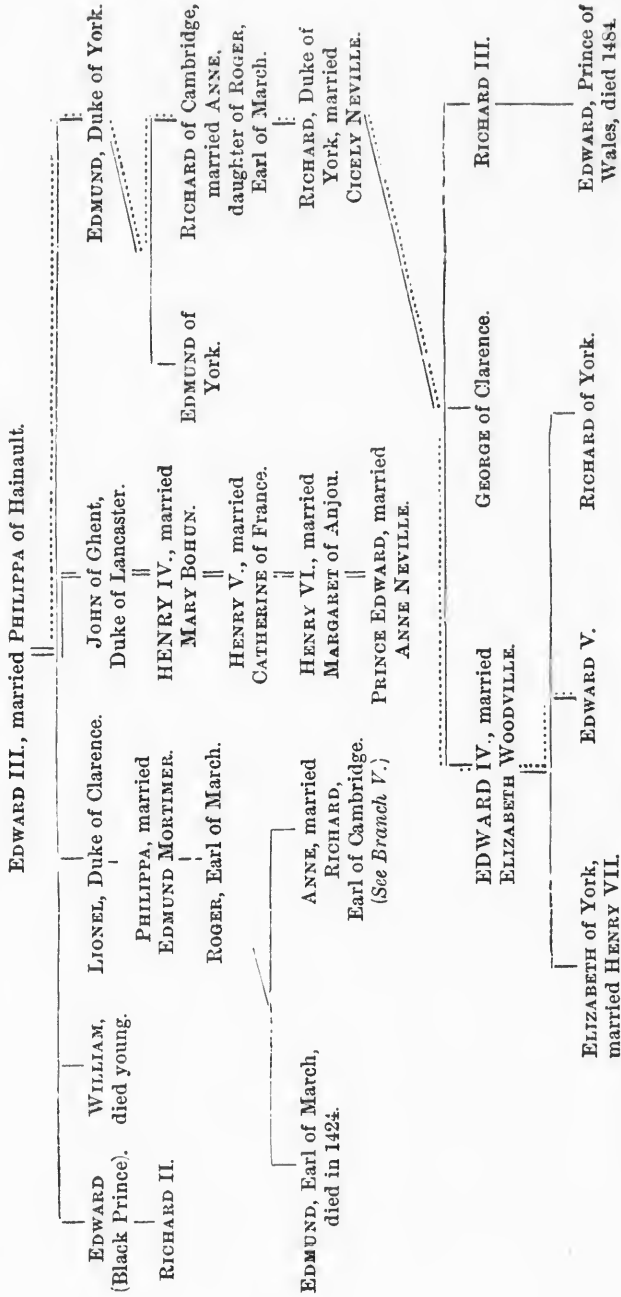 EDWARD III., married PHILIPPA of Hainault.
EDWARD
(Black Prince).
RICHARD II.
WILLIAM,
died young.
LIONEL, Duke of Clarence.
PHILIPPA, married
EDMUND MORTIMER.
ROGER, Earl of March.
EDMUND, Earl of March,
died in 1424.
ANNE, married
RICHARD,
Earl of Cambridge.
(See Branch V.)
JOHN of Ghent,
Duke of Lancaster.
HENRY IV., married
MARY BOHUN.
HENRY V., married
CATHERINE of France.
HENRY VI., married
MARGARET of Anjou.
PRINCE EDWARD, married
ANNE NEVILLE.
EDMUND, Duke of York.
EDMUND of
York.
RICHARD of Cambridge,
married ANNE,
daughter of ROGER,
Earl of March.
RICHARD, Duke of
York, married
CICELY NEVILLE.
EDWARD IV., married
ELIZABETH WOODVILLE.
GEORGE of Clarence.
RICHARD III.
ELIZABETH of York,
married HENRY VII.
EDWARD V.
RICHARD of York.
EDWARD, Prince of
Wales, died 1484.